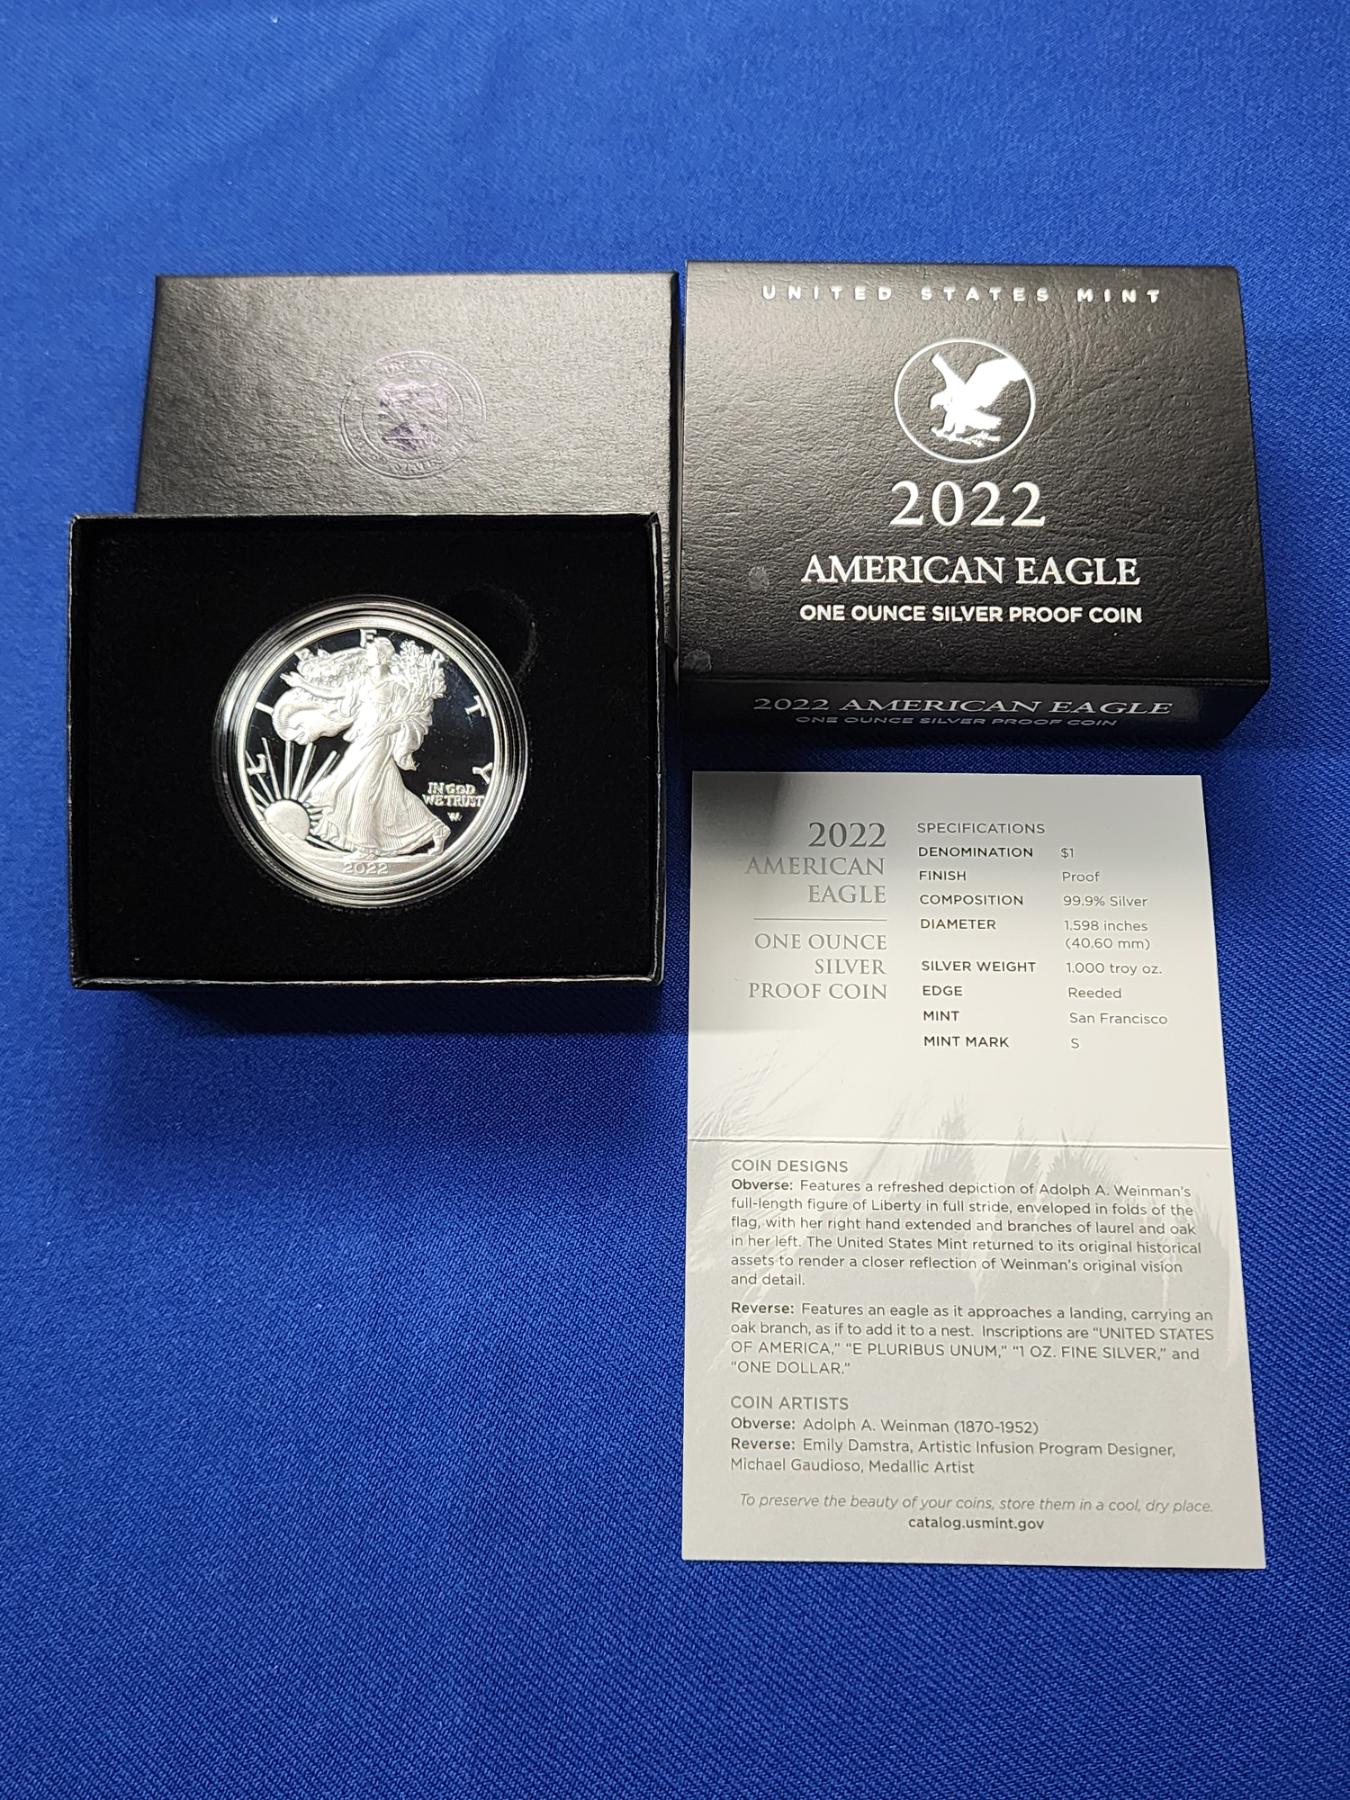 UNITED STATES MINT
2022
AMERICAN EAGLE
ONE OUNCE SILVER PROOF COIN
2022 AMERICAN EAGLE
ONE OUNCE SILVER PROOF COIN
LIBERTY
IN GOD
WE TRUST
2022
2022
AMERICAN
EAGLE
ONE OUNCE
SILVER
PROOF COIN
SPECIFICATIONS
DENOMINATION $1
FINISH Proof
COMPOSITION 99.9% Silver
DIAMETER 1.598 inches
(40.60 mm)
SILVER WEIGHT 1.000 troy oz.
EDGE Reeded
MINT San Francisco
MINT MARK S
COIN DESIGNS
Obverse: Features a refreshed depiction of Adolph A. Weinman's
full-length figure of Liberty in full stride, enveloped in folds of the
flag, with her right hand extended and branches of laurel and oak
in her left. The United States Mint returned to its original historical
assets to render a closer reflection of Weinman's original vision
and detail.
Reverse: Features an eagle as it approaches a landing, carrying an
oak branch, as if to add it to a nest. Inscriptions are "UNITED STATES
OF AMERICA," "E PLURIBUS UNUM," "1 OZ. FINE SILVER," and
"ONE DOLLAR."
COIN ARTISTS
Obverse: Adolph A. Weinman (1870-1952)
Reverse: Emily Damstra, Artistic Infusion Program Designer,
Michael Gaudioso, Medallic Artist
To preserve the beauty of your coins, store them in a cool, dry place.
catalog.usmint.gov